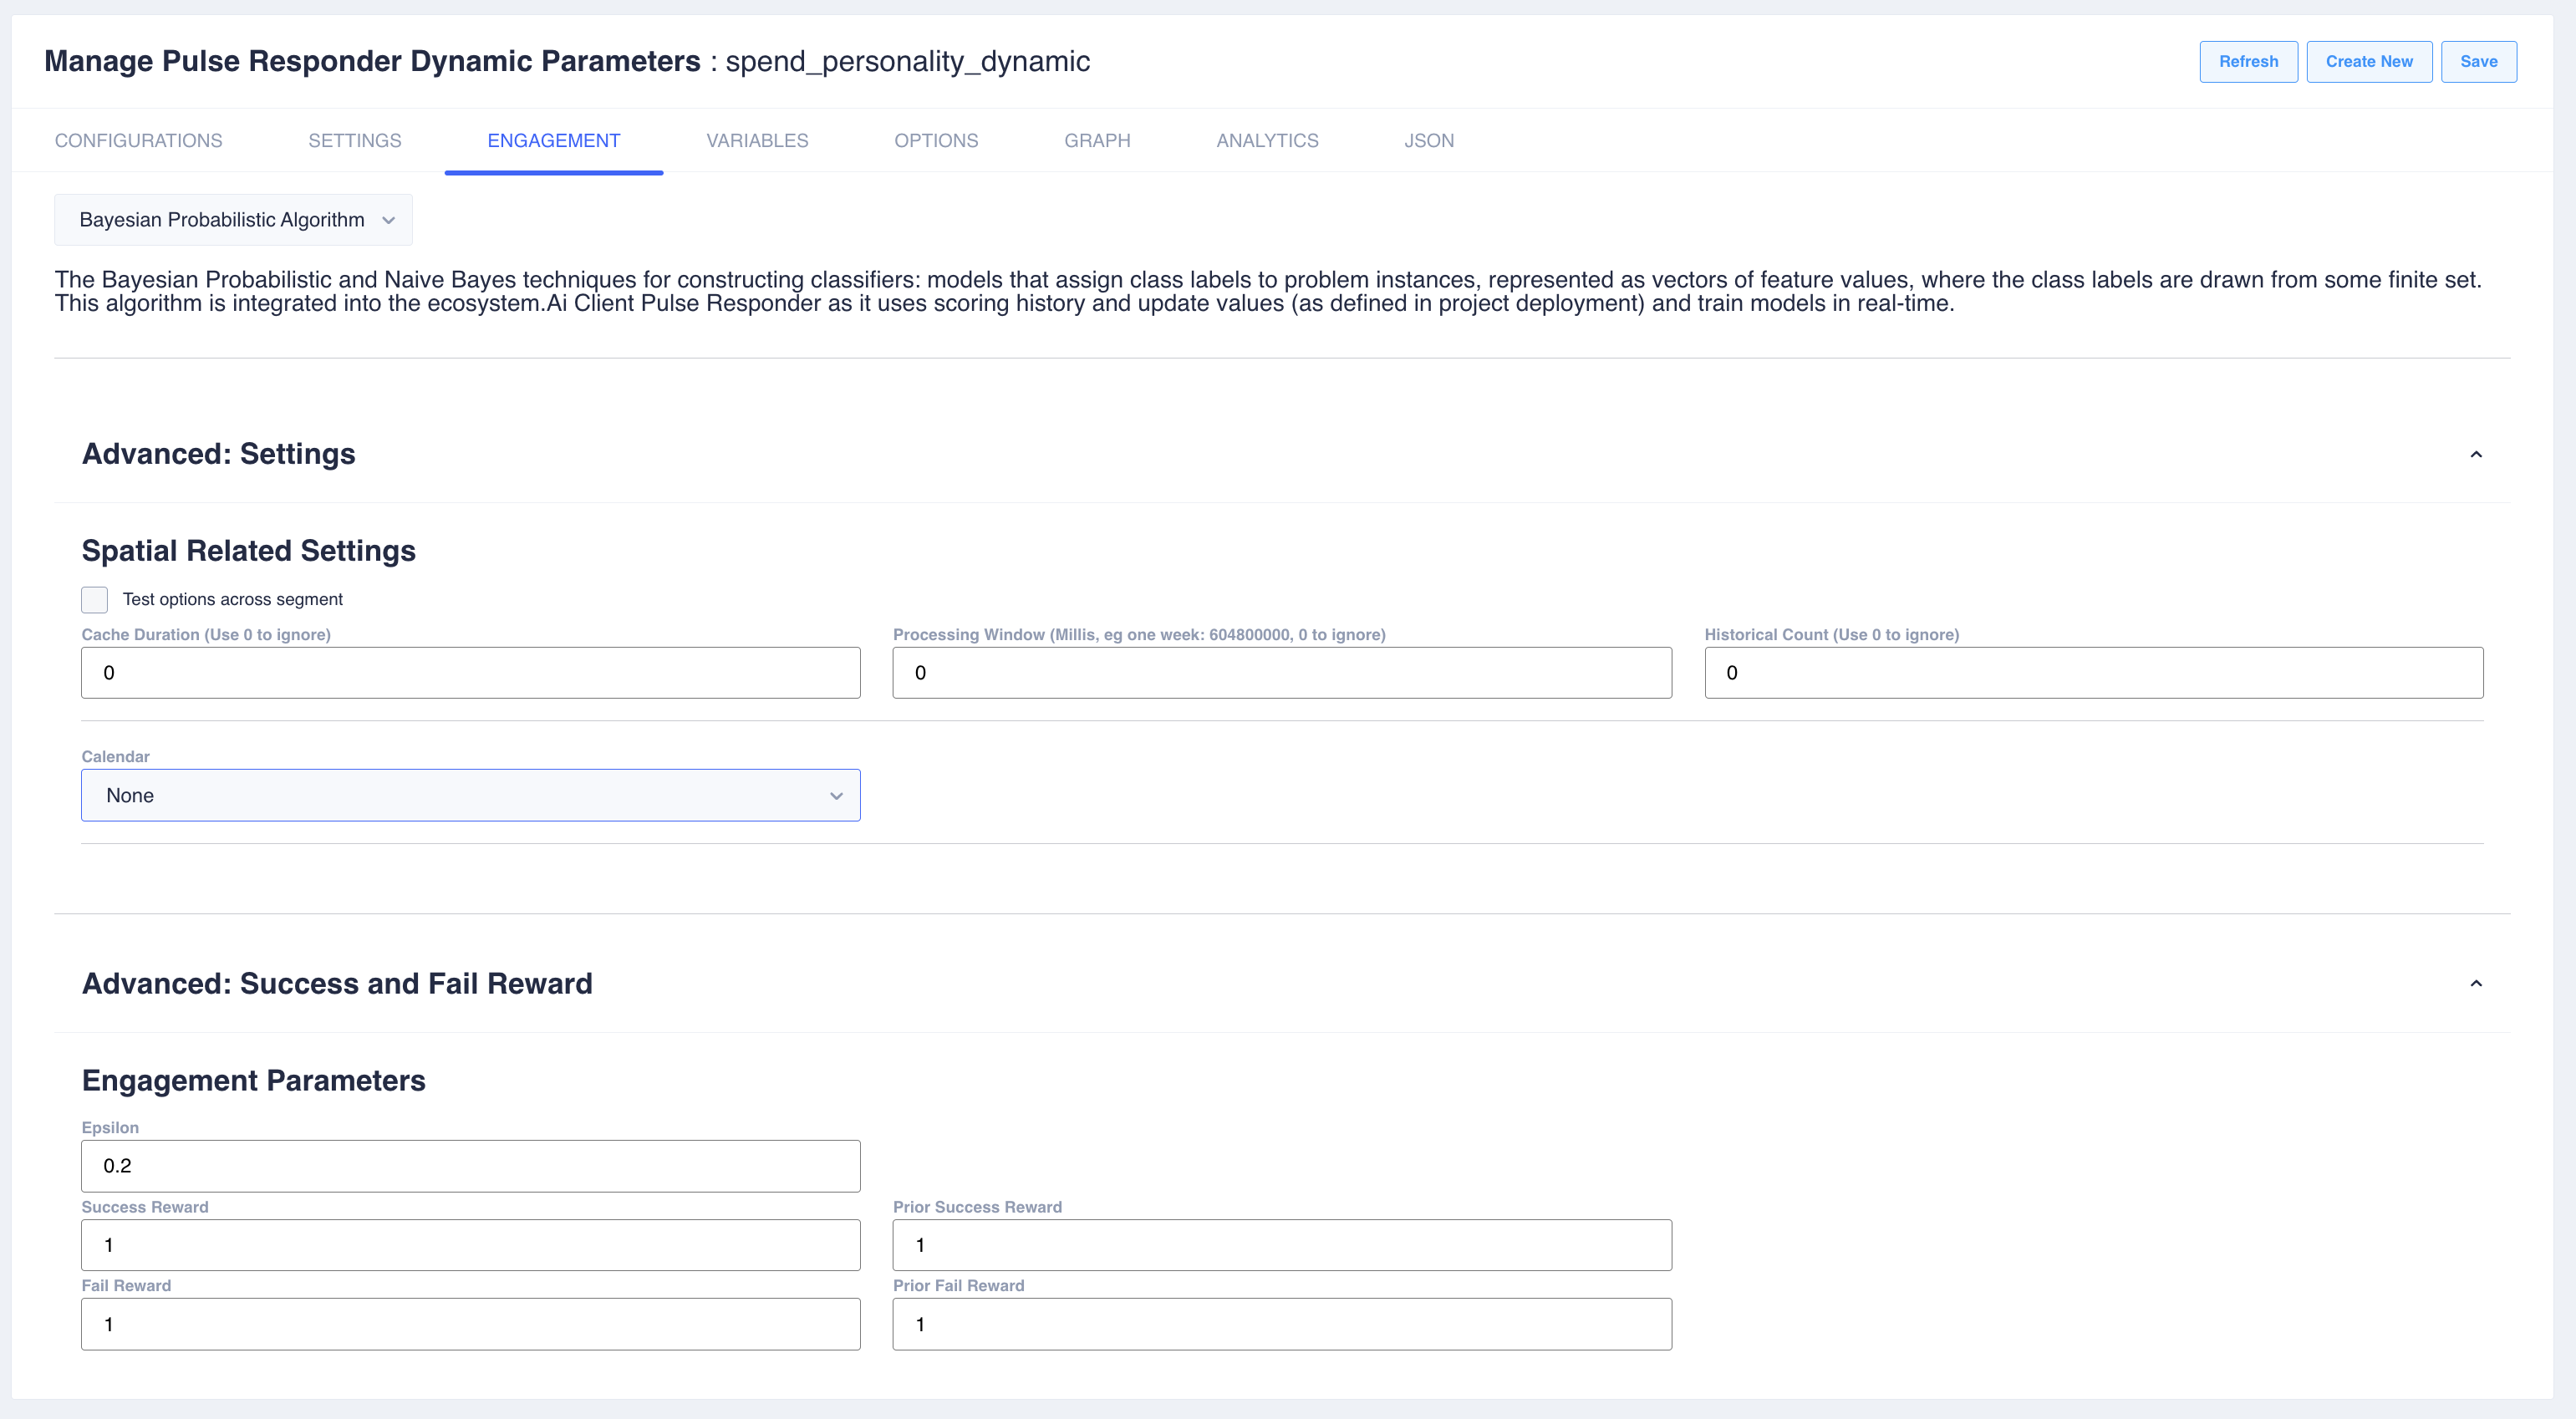 Manage Pulse Responder Dynamic Parameters : spend_personality_dynamic
Refresh
Create New
Save
CONFIGURATIONS
SETTINGS
ENGAGEMENT
VARIABLES
OPTIONS
GRAPH
ANALYTICS
JSON
Bayesian Probabilistic Algorithm
The Bayesian Probabilistic and Naive Bayes techniques for constructing classifiers: models that assign class labels to problem instances, represented as vectors of feature values, where the class labels are drawn from some finite set.
This algorithm is integrated into the ecosystem.Ai Client Pulse Responder as it uses scoring history and update values (as defined in project deployment) and train models in real-time.
Advanced: Settings
Spatial Related Settings
Test options across segment
Cache Duration (Use 0 to ignore)
0
Processing Window (Millis, eg one week: 604800000, 0 to ignore)
0
Historical Count (Use 0 to ignore)
0
Calendar
None
Advanced: Success and Fail Reward
Engagement Parameters
Epsilon
0.2
Success Reward
1
Prior Success Reward
1
Fail Reward
1
Prior Fail Reward
1